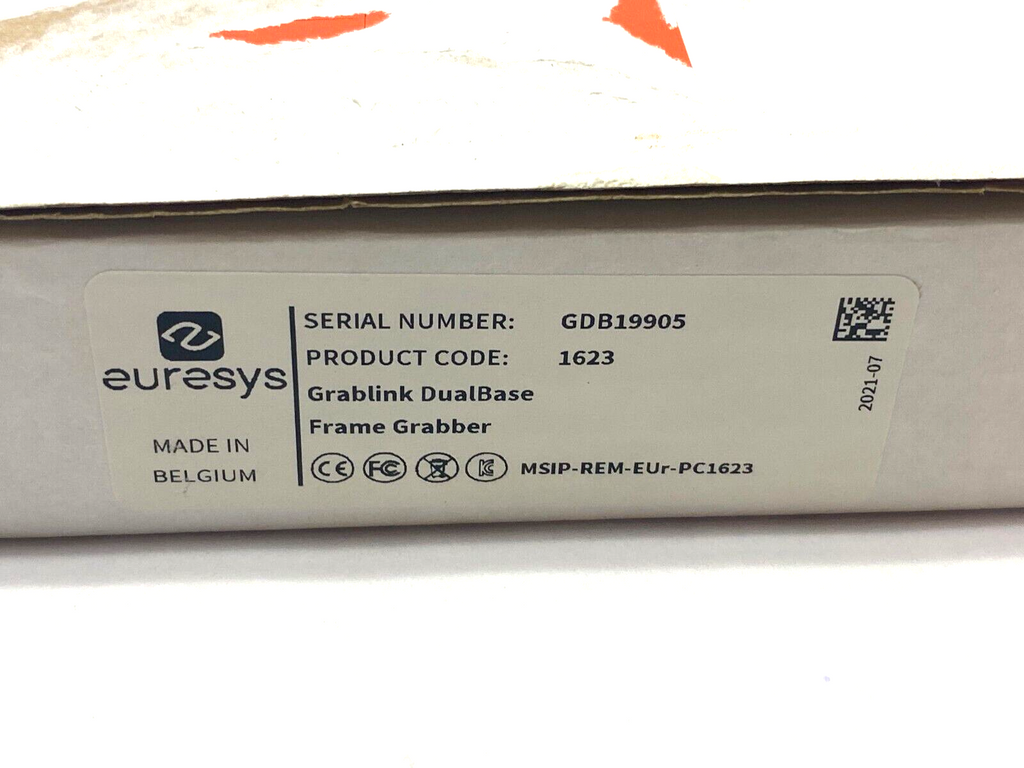 euresys
MADE IN
BELGIUM
SERIAL NUMBER: GDB19905
PRODUCT CODE: 1623
Grablink DualBase
Frame Grabber
CE FC MSIP-REM-EUr-PC1623
2021-07